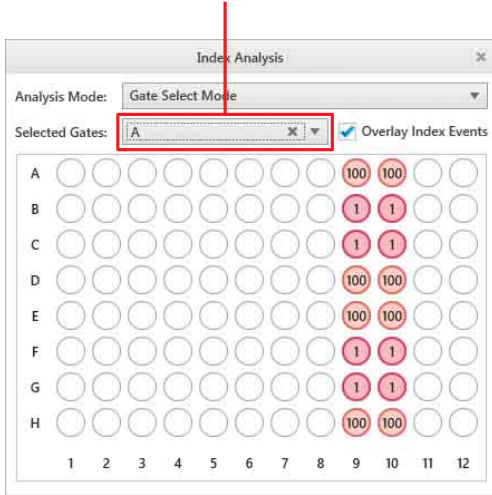 Index Analysis ×
Analysis Mode: Gate Select Mode
Selected Gates: A Overlay Index Events
A 100 100
B 1 1
C 1 1
D 100 100
E 100 100
F 1 1
G 1 1
H 100 100
1 2 3 4 5 6 7 8 9 10 11 12